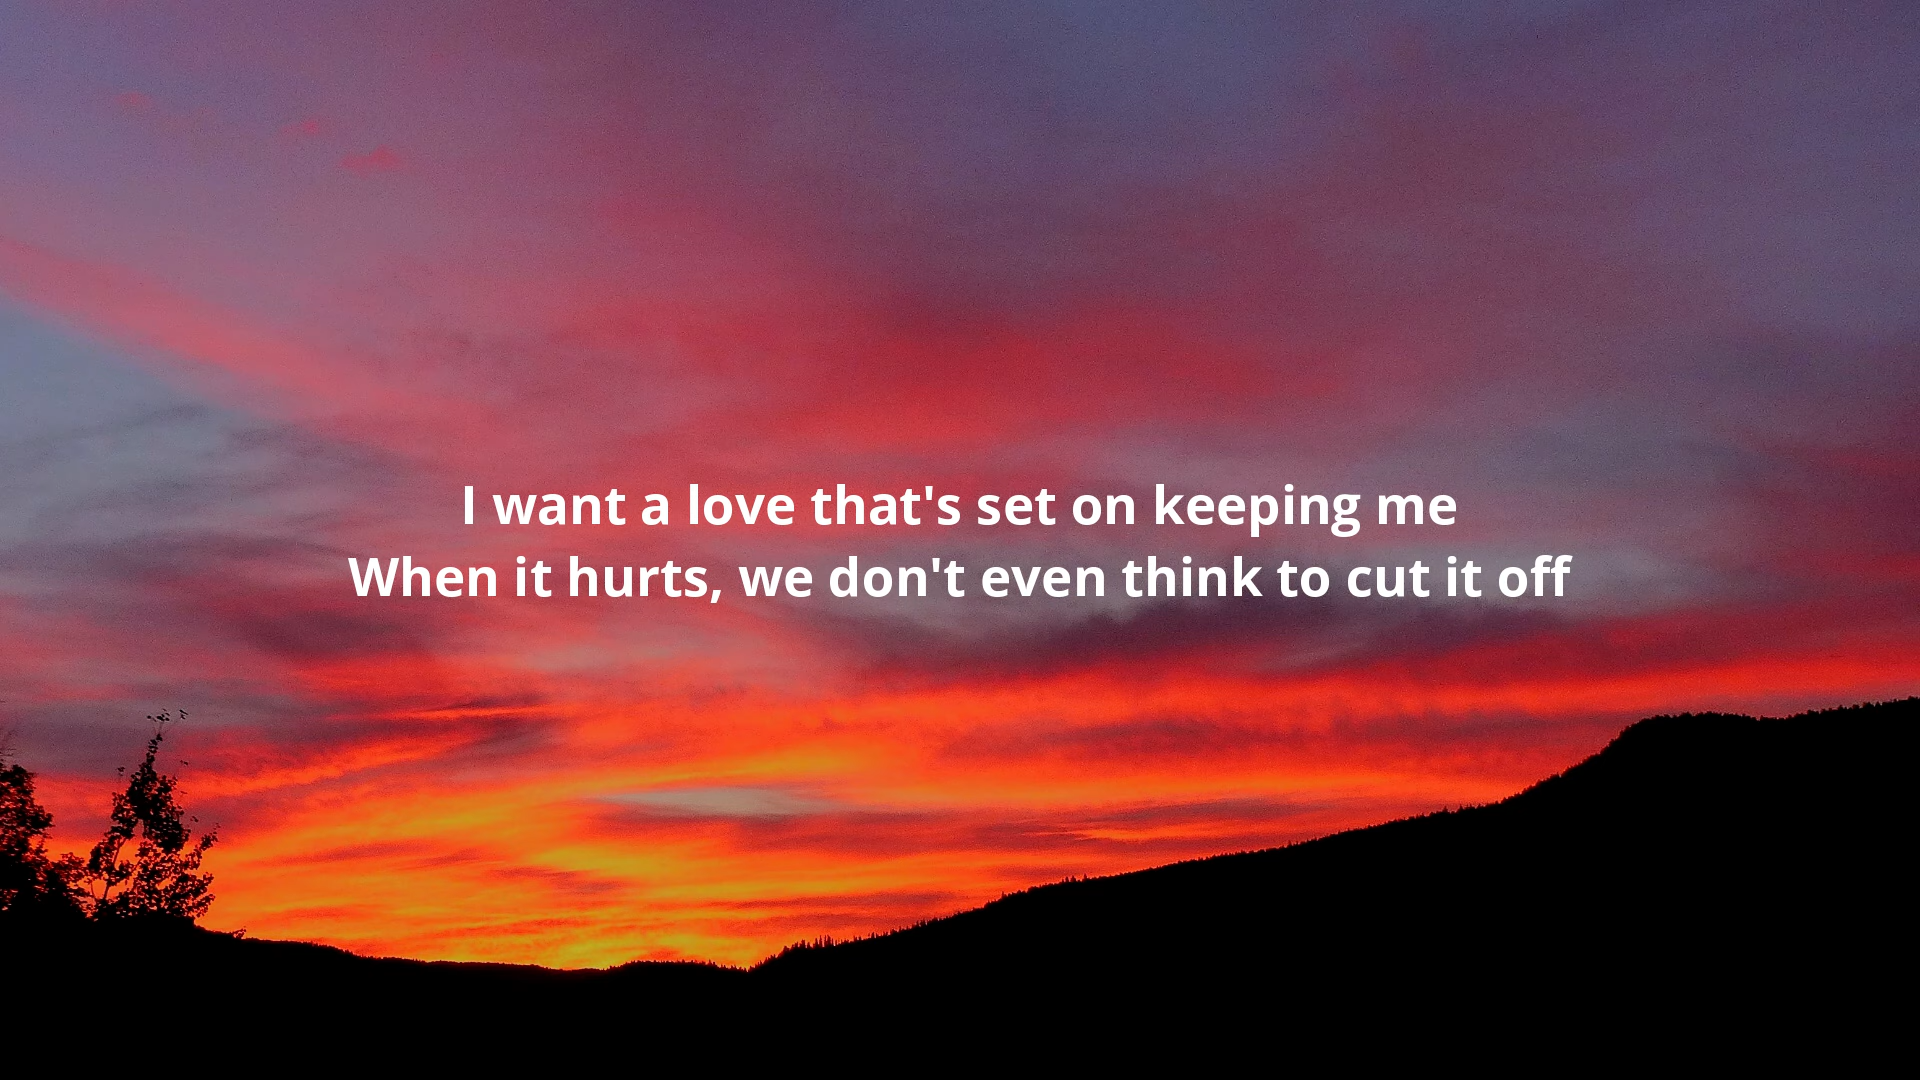 I want a love that's set on keeping me
When it hurts, we don't even think to cut it off